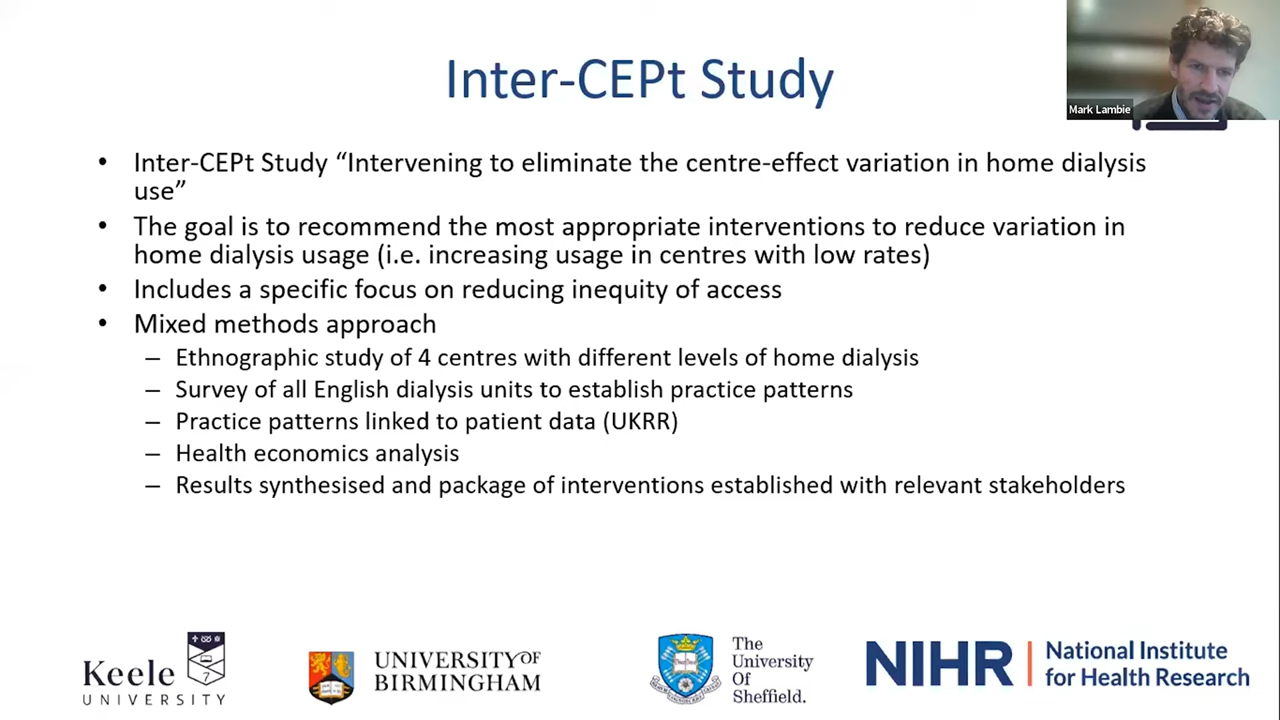 Inter-CEPt Study
Mark Lambie
• Inter-CEPt Study “Intervening to eliminate the centre-effect variation in home dialysis
use”
• The goal is to recommend the most appropriate interventions to reduce variation in
home dialysis usage (i.e. increasing usage in centres with low rates)
• Includes a specific focus on reducing inequity of access
• Mixed methods approach
– Ethnographic study of 4 centres with different levels of home dialysis
– Survey of all English dialysis units to establish practice patterns
– Practice patterns linked to patient data (UKRR)
– Health economics analysis
– Results synthesised and package of interventions established with relevant stakeholders
Keele
UNIVERSITY
UNIVERSITY OF
BIRMINGHAM
The
University
Of
Sheffield.
NIHR
National Institute
for Health Research